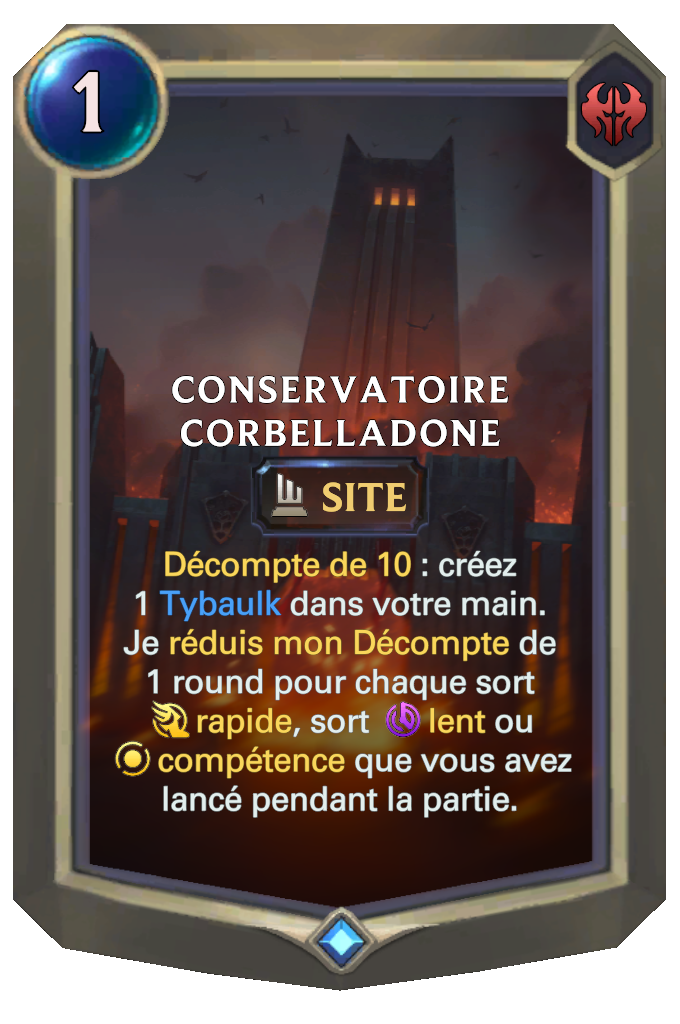 1
CONSERVATOIRE
CORBELLADONE
SITE
Décompte de 10 : créez
1 Tybaulk dans votre main.
Je réduis mon Décompte de
1 round pour chaque sort
rapide, sort lent ou
compétence que vous avez
lancé pendant la partie.